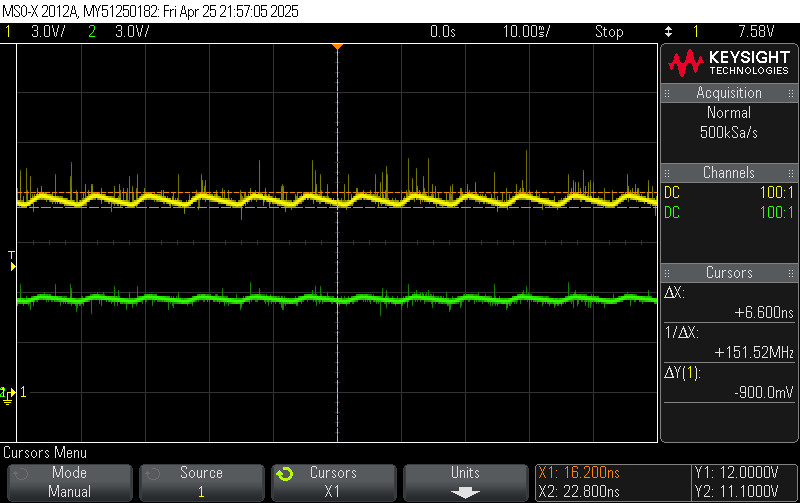 MSO-X 2012A, MY51250182: Fri Apr 25 21:57:05 2025
1 3.0V/ 2 3.0V/ 0.0s 10.00ms/ Stop 1 7.58V
KEYSIGHT
TECHNOLOGIES
Acquisition
Normal
500kSa/s
Channels
DC 100:1
DC 100:1
Cursors
ΔX:
+6.600ns
1/ΔX:
+151.52MHz
ΔY(1):
-900.0mV
T
2
1
Cursors Menu
Mode
Manual
Source
1
Cursors
X1
Units
X1: 16.200ns
X2: 22.800ns
Y1: 12.0000V
Y2: 11.1000V